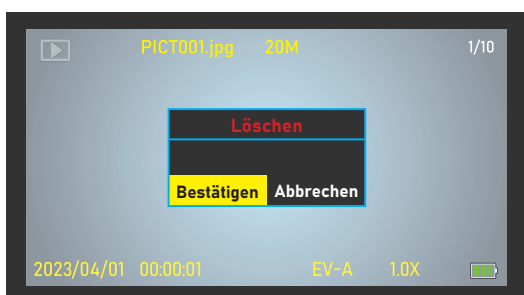 PICT001.jpg 20M 1/10
Löschen
Bestätigen Abbrechen
2023/04/01 00:00:01 EV-A 1.0X